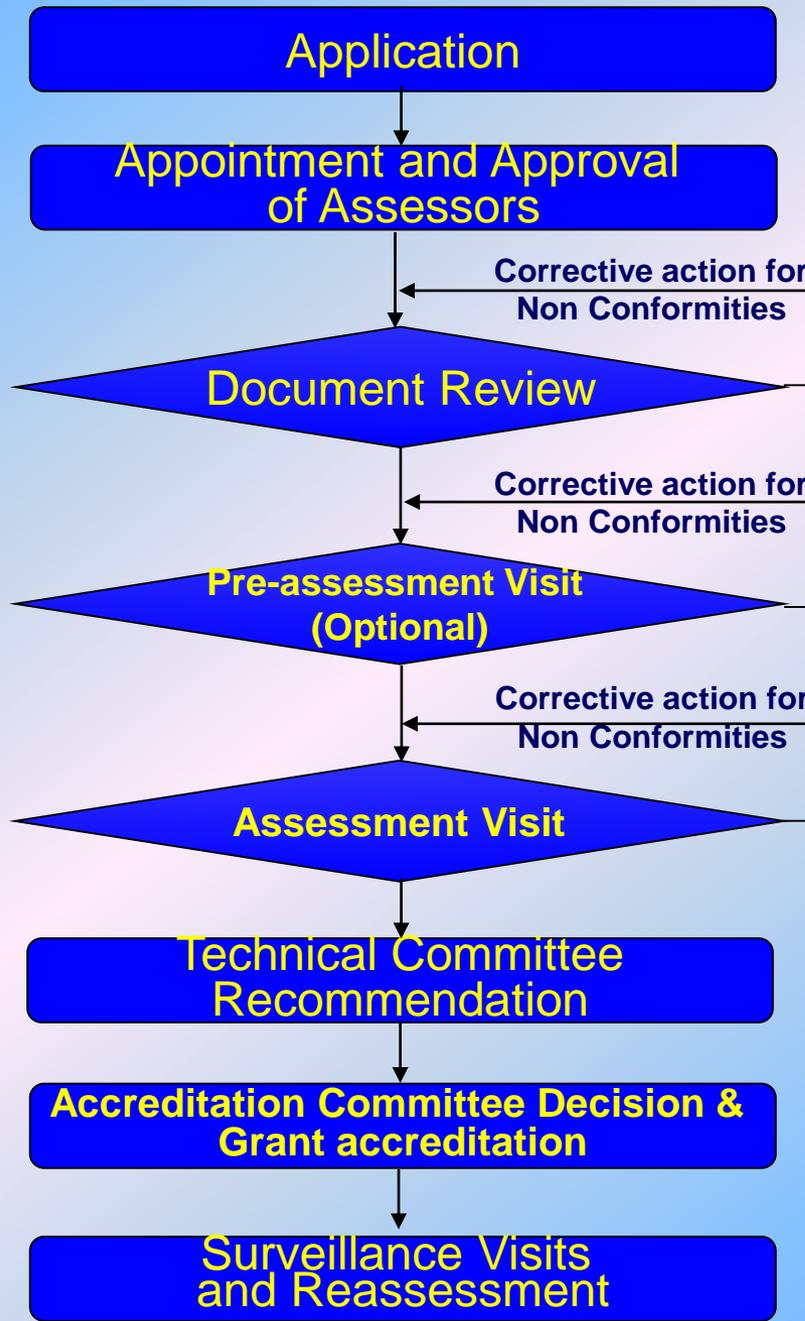 Application
Appointment and Approval
of Assessors
Corrective action for
Non Conformities
Document Review
Corrective action for
Non Conformities
Pre-assessment Visit
(Optional)
Corrective action for
Non Conformities
Assessment Visit
Technical Committee
Recommendation
Accreditation Committee Decision &
Grant accreditation
Surveillance Visits
and Reassessment